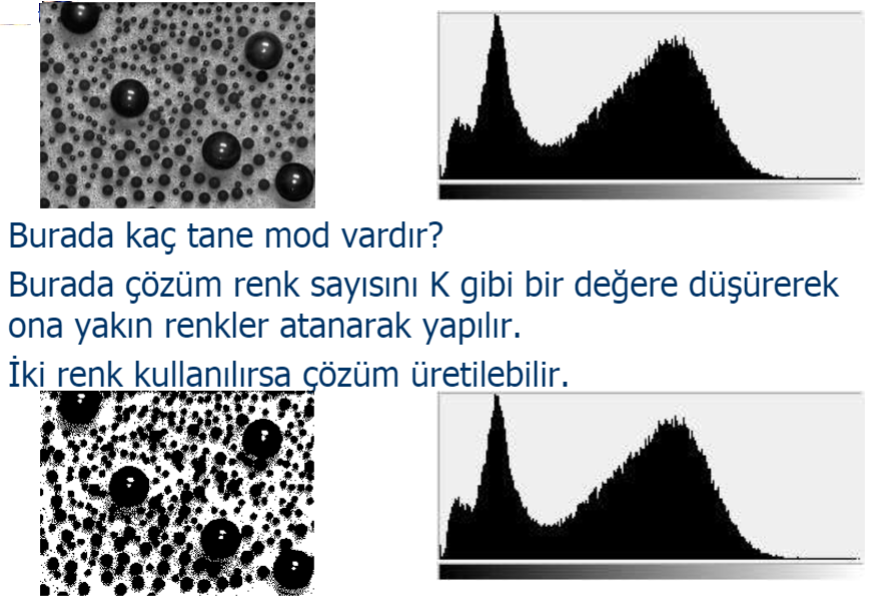 Burada kaç tane mod vardır?
Burada çözüm renk sayısını K gibi bir değere düşürerek
ona yakın renkler atanarak yapılır.
İki renk kullanılırsa çözüm üretilebilir.